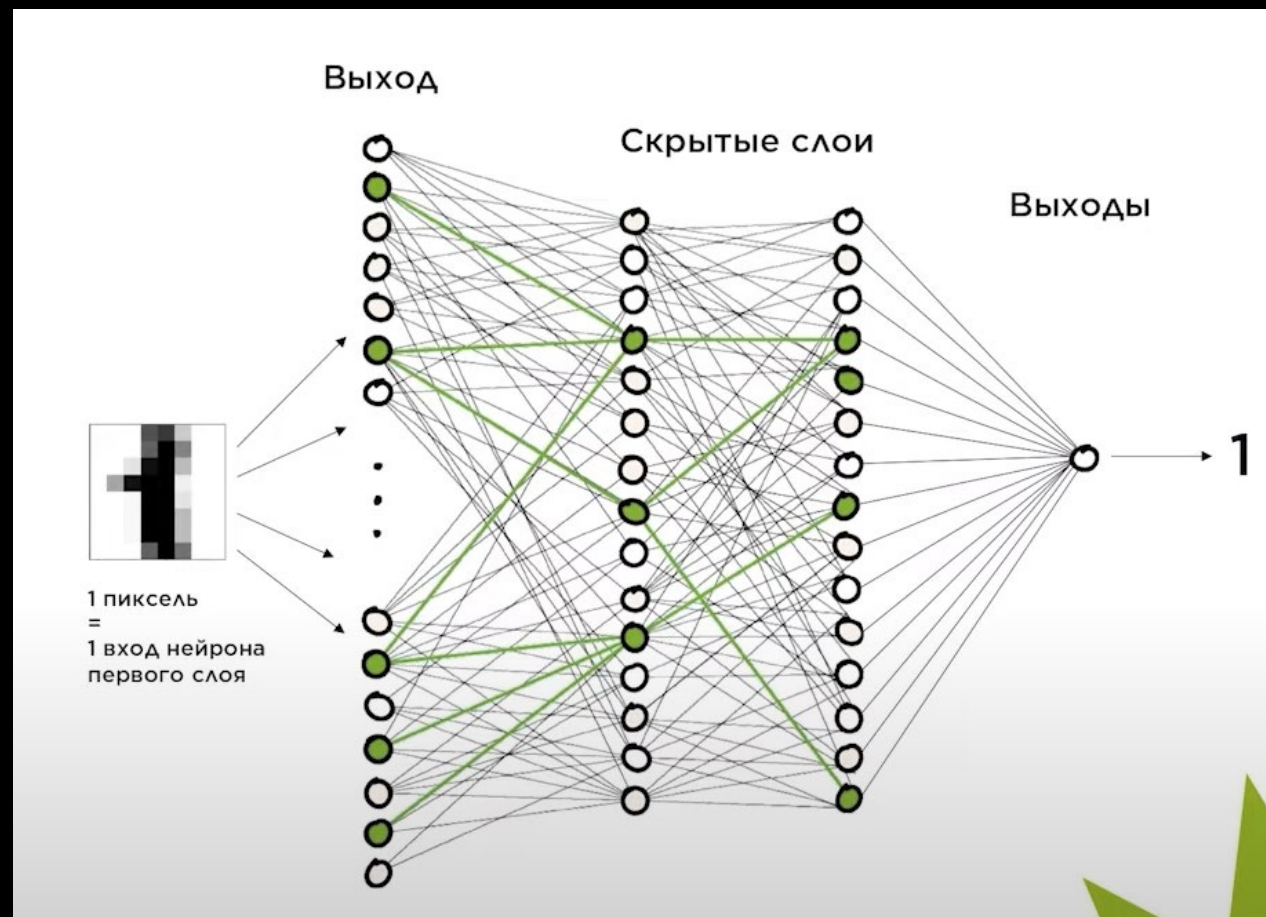 Выход
Скрытые слои
Выходы
1
1 пиксель
=
1 вход нейрона
первого слоя